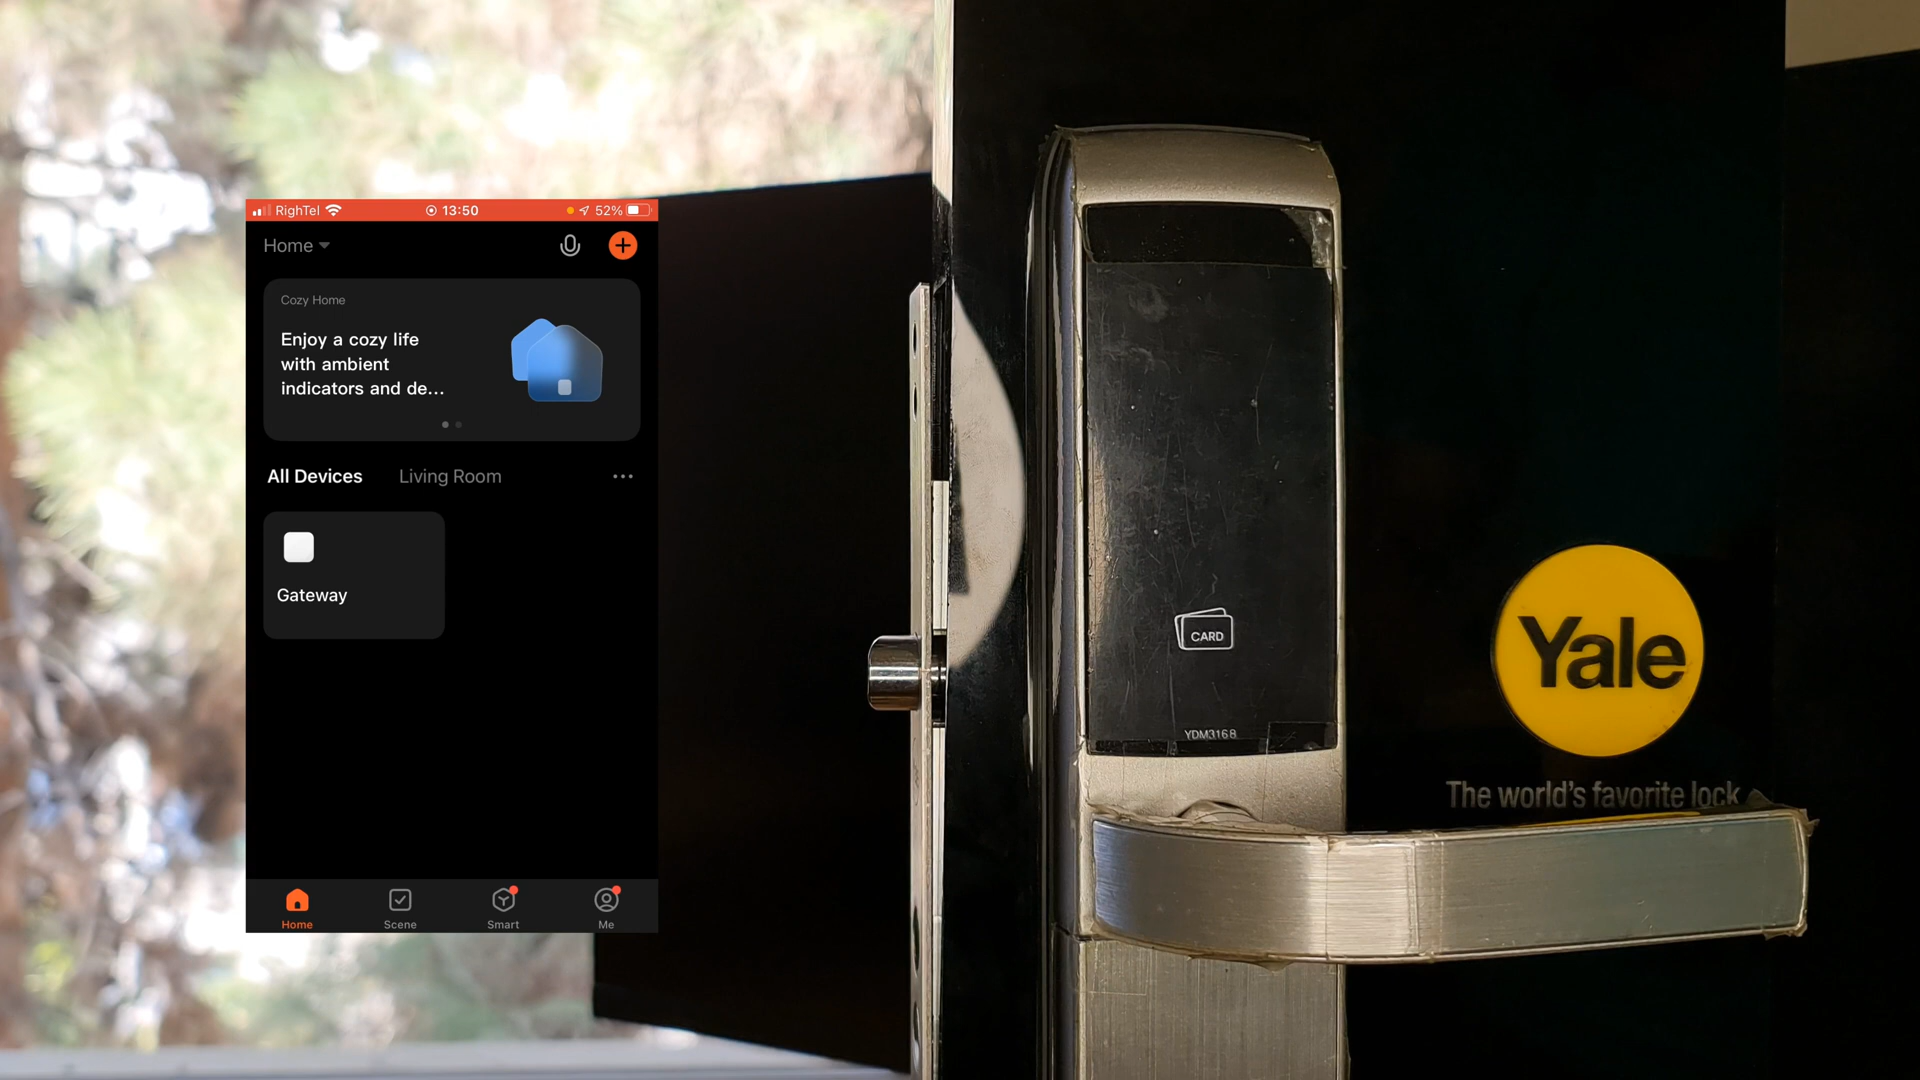 RighTel
13:50
52%
Home
Cozy Home
Enjoy a cozy life
with ambient
indicators and de...
All Devices
Living Room
Gateway
Home
Scene
Smart
Me
CARD
YDM3168
Yale
The world's favorite lock